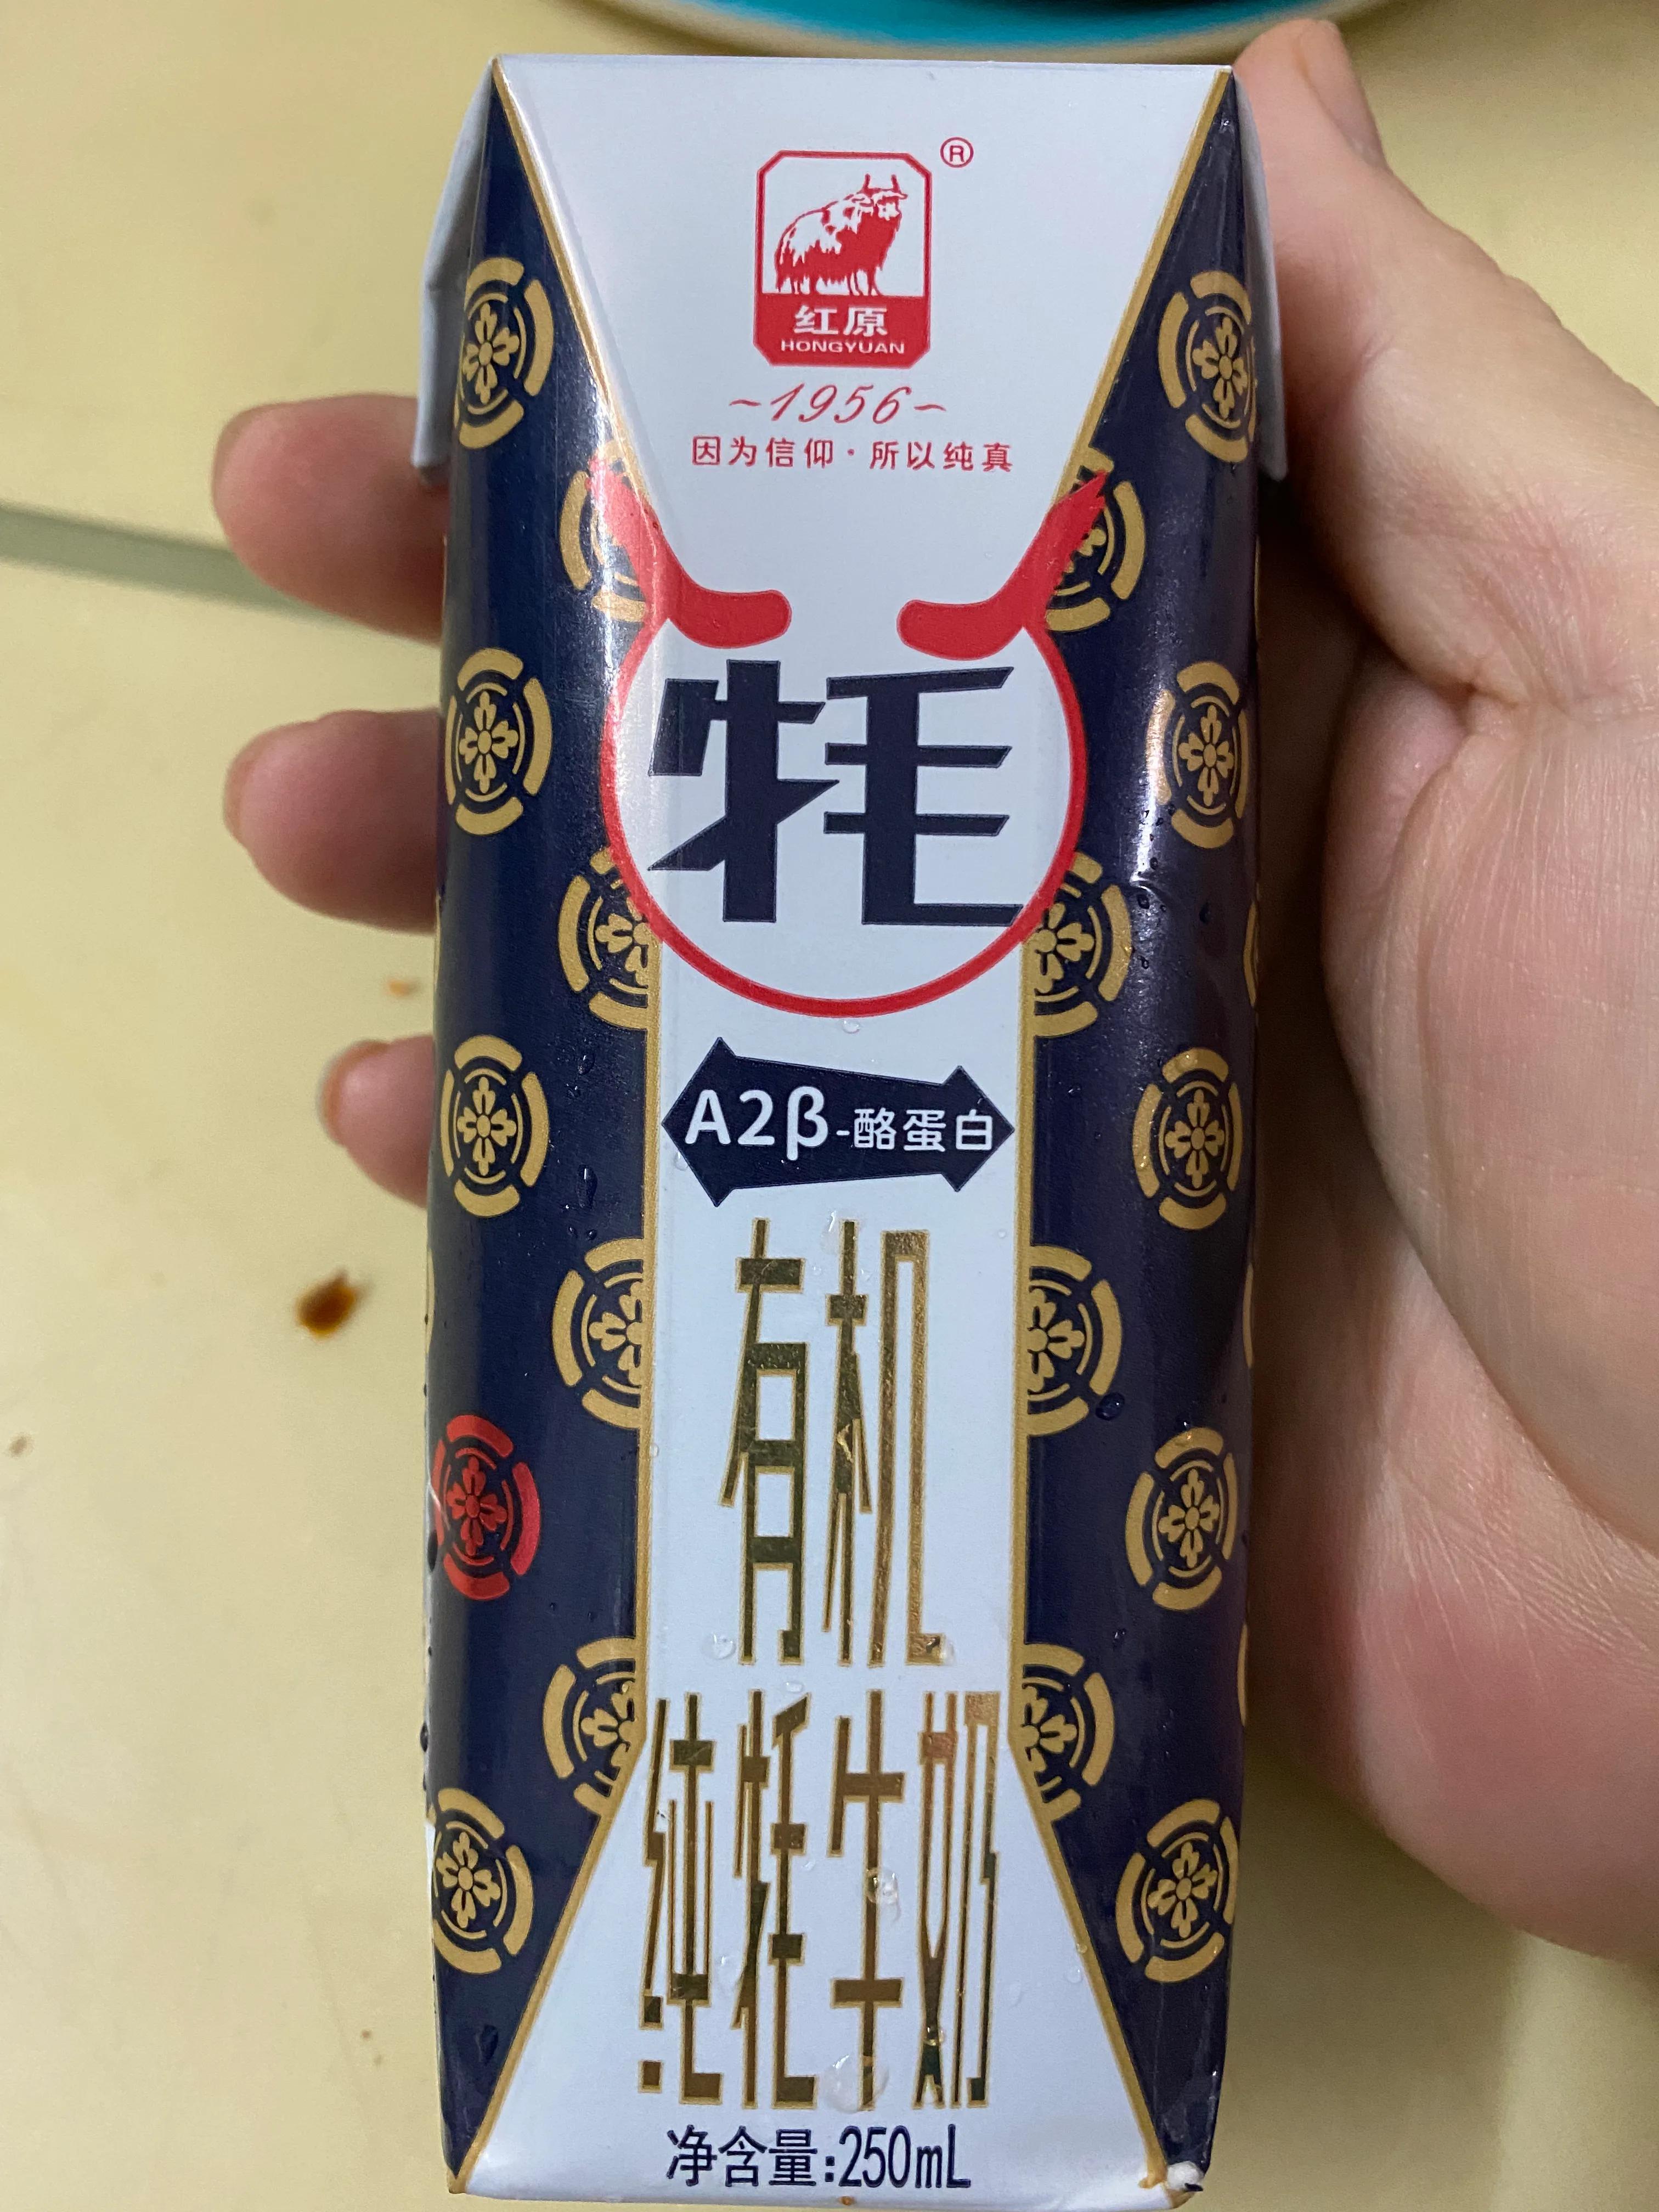 ®
红原
HONGYUAN
~1956~
因为信仰·所以纯真
牦
A2β-酪蛋白
有机
纯牦牛奶
净含量:250mL